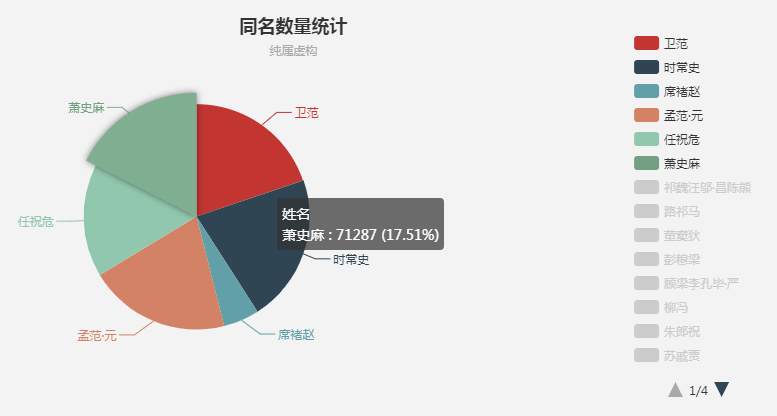 同名数量统计
纯属虚构
卫范
时常史
席褚赵
孟范·元
任祝危
萧史麻
姓名
萧史麻 : 71287 (17.51%)
卫范
时常史
席褚赵
孟范·元
任祝危
萧史麻
祁魏汪邬·昌陈熊
路祁马
董窦狄
彭穆梁
顾梁李孔毕·严
柳冯
朱郎祝
苏戚贾
1/4